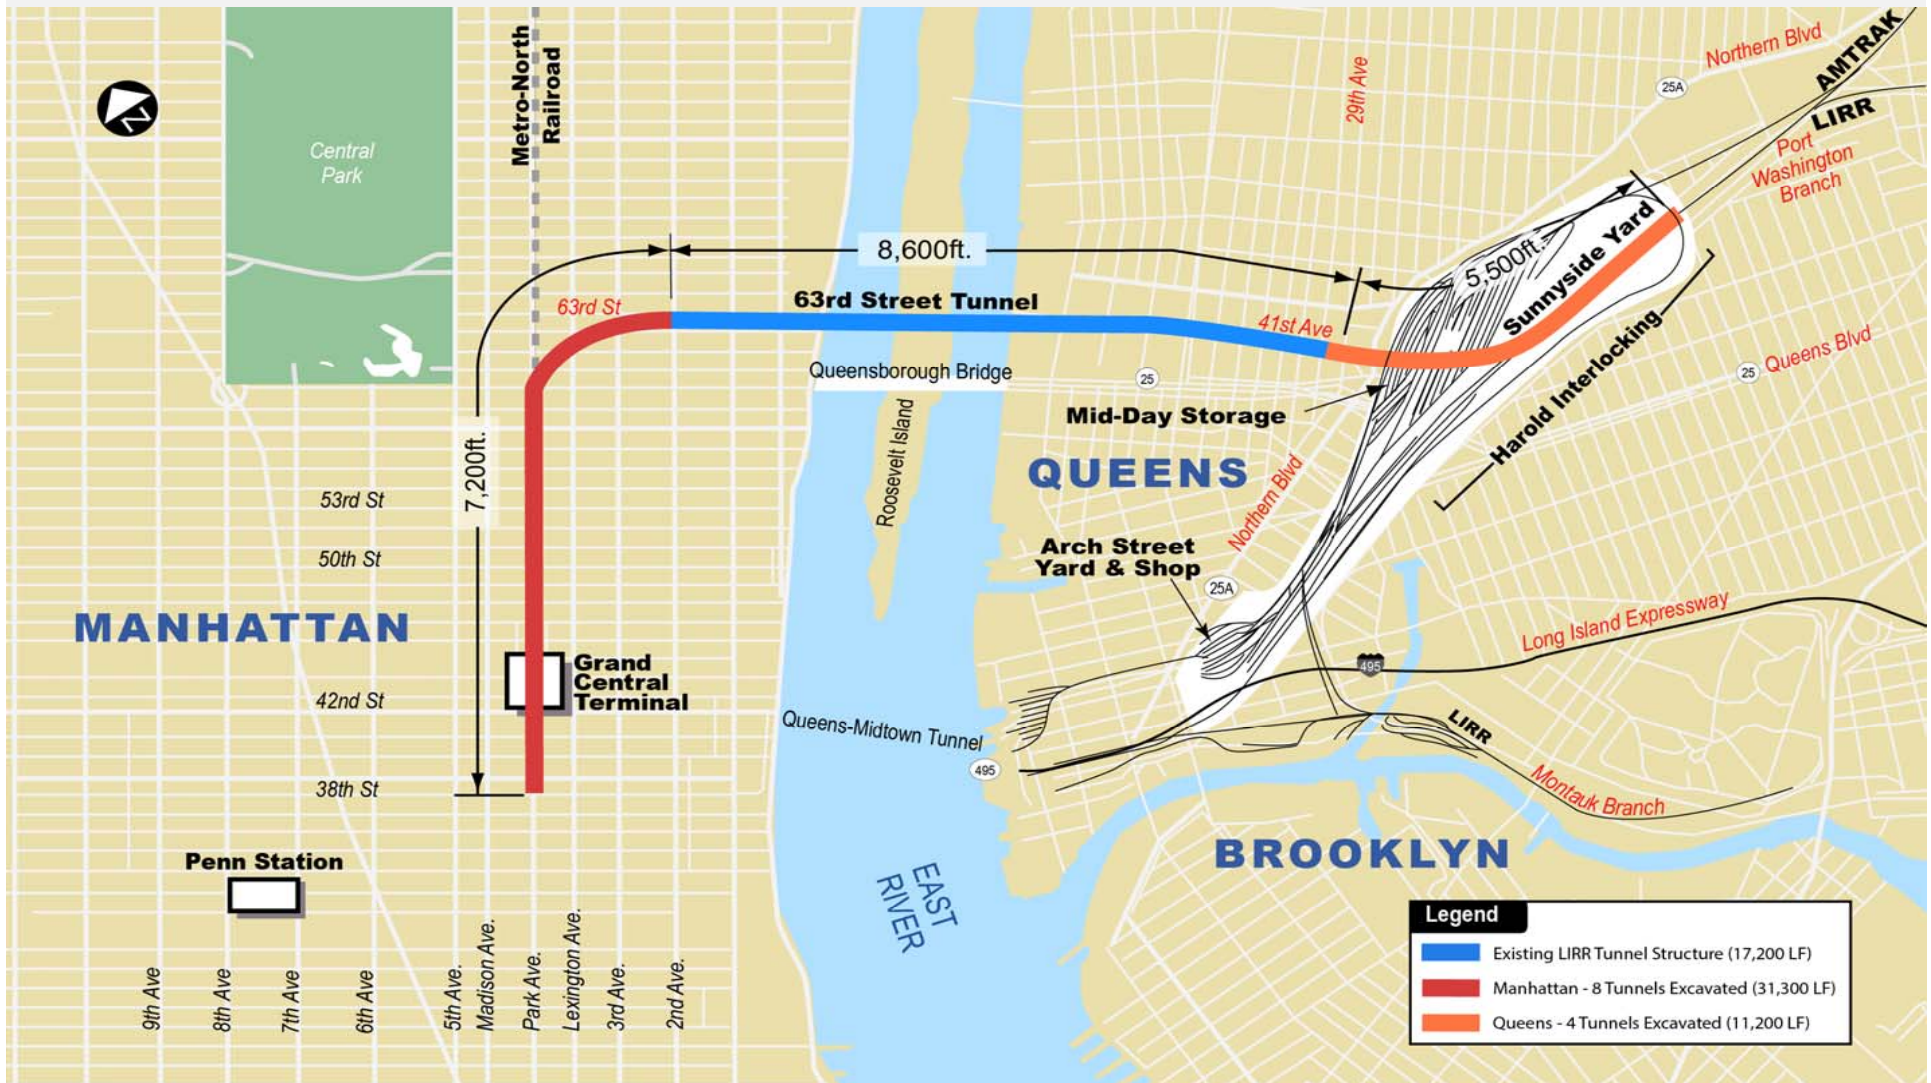 Metro-North
Railroad
Central
Park
N
29th Ave
Northern Blvd
25A
AMTRAK
LIRR
Port
Washington
Branch
8,600ft.
5,500ft.
Sunnyside Yard
63rd St
63rd Street Tunnel
41st Ave
Queensborough Bridge
25
25
Queens Blvd
Mid-Day Storage
Harold Interlocking
7,200ft.
QUEENS
Roosevelt Island
Northern Blvd
53rd St
50th St
Arch Street
Yard & Shop
25A
MANHATTAN
Long Island Expressway
495
Grand
Central
Terminal
42nd St
Queens-Midtown Tunnel
495
LIRR
38th St
Montauk Branch
Penn Station
BROOKLYN
EAST
RIVER
9th Ave
8th Ave
7th Ave
6th Ave
5th Ave.
Madison Ave.
Park Ave.
Lexington Ave.
3rd Ave.
2nd Ave.
Legend
Existing LIRR Tunnel Structure (17,200 LF)
Manhattan - 8 Tunnels Excavated (31,300 LF)
Queens - 4 Tunnels Excavated (11,200 LF)